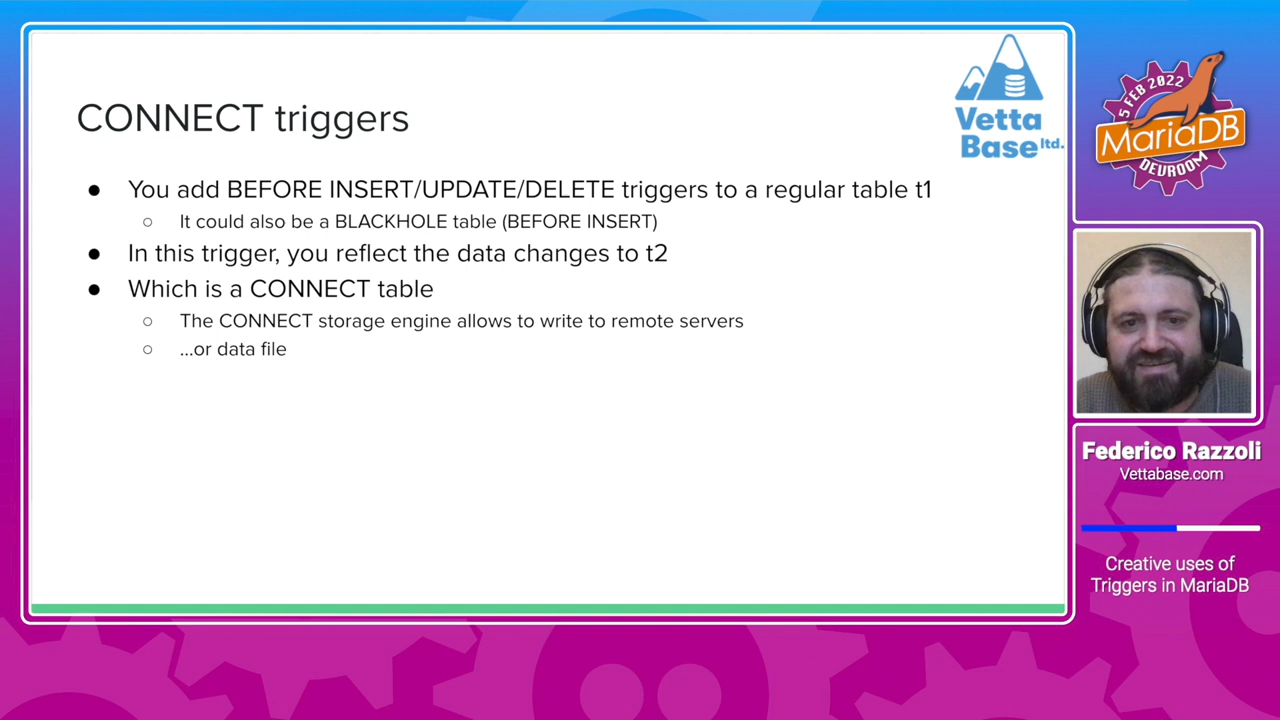 CONNECT triggers
● You add BEFORE INSERT/UPDATE/DELETE triggers to a regular table t1
○ It could also be a BLACKHOLE table (BEFORE INSERT)
● In this trigger, you reflect the data changes to t2
● Which is a CONNECT table
○ The CONNECT storage engine allows to write to remote servers
○ ...or data file
Vetta
Base ltd.
5 FEB 2022
MariaDB
DEVROOM
Federico Razzoli
Vettabase.com
Creative uses of
Triggers in MariaDB